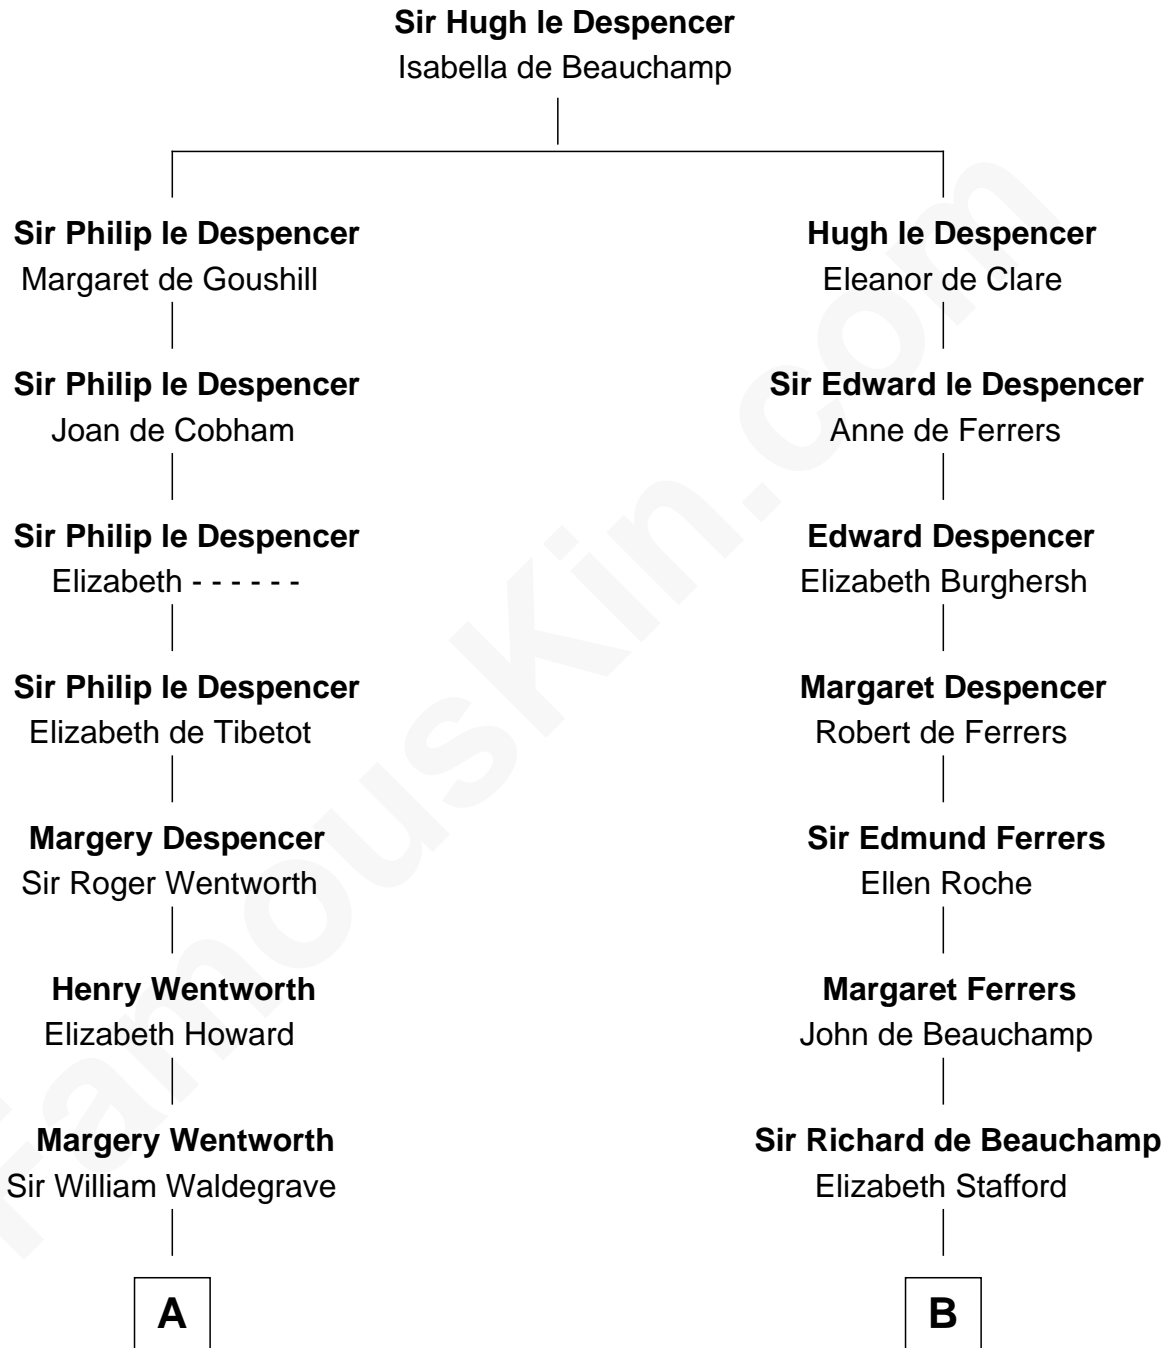 Sir Hugh le Despencer
Isabella de Beauchamp
Sir Philip le Despencer
Margaret de Goushill
Sir Philip le Despencer
Joan de Cobham
Sir Philip le Despencer
Elizabeth - - - - - -
Sir Philip le Despencer
Elizabeth de Tibetot
Margery Despencer
Sir Roger Wentworth
Henry Wentworth
Elizabeth Howard
Margery Wentworth
Sir William Waldegrave
A
Hugh le Despencer
Eleanor de Clare
Sir Edward le Despencer
Anne de Ferrers
Edward Despencer
Elizabeth Burghersh
Margaret Despencer
Robert de Ferrers
Sir Edmund Ferrers
Ellen Roche
Margaret Ferrers
John de Beauchamp
Sir Richard de Beauchamp
Elizabeth Stafford
B
FamousKin.com